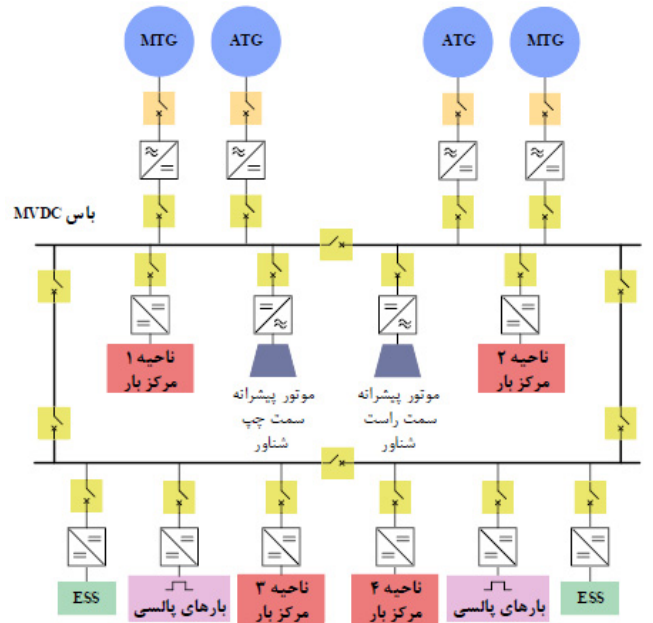 MTG
ATG
ATG
MTG
باس MVDC
ناحیه ۱
مرکز بار
موتور پیشرانه
سمت چپ
شناور
موتور پیشرانه
سمت راست
شناور
ناحیه ۲
مرکز بار
ESS
بارهای پالسی
ناحیه ۳
مرکز بار
ناحیه ۴
مرکز بار
بارهای پالسی
ESS